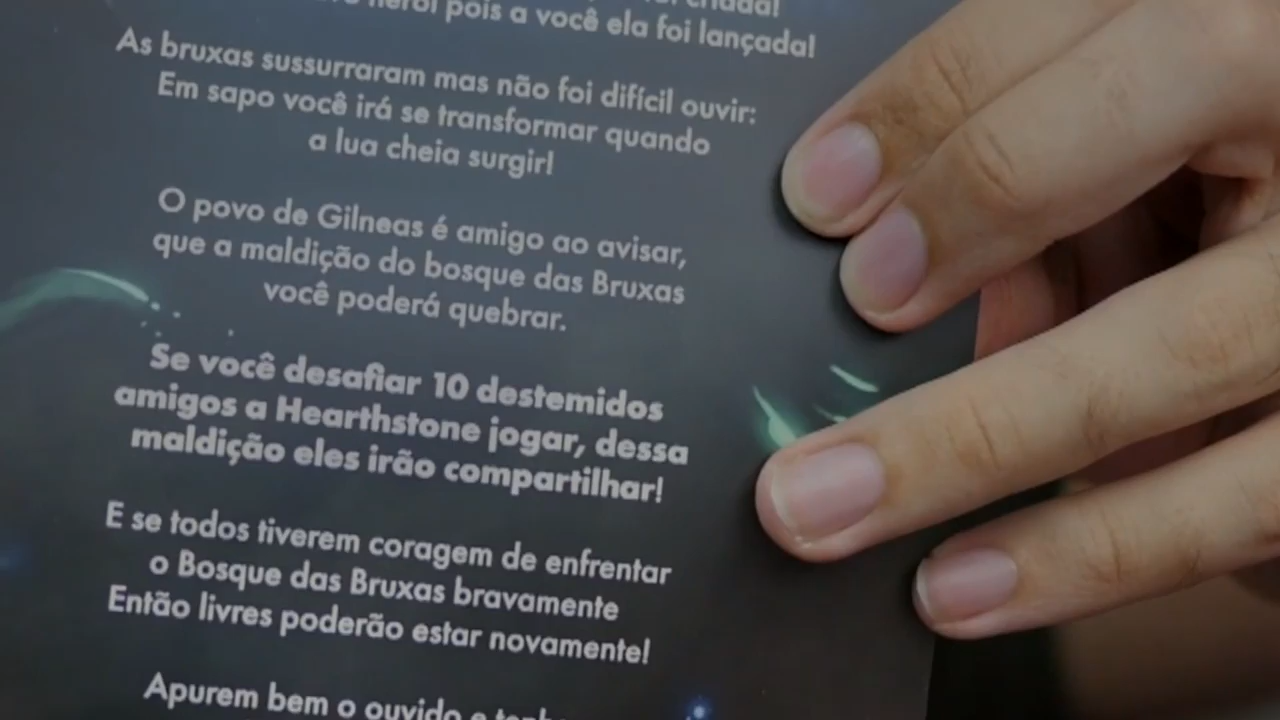 herói pois a você ela foi lançada!
As bruxas sussurraram mas não foi difícil ouvir:
Em sapo você irá se transformar quando
a lua cheia surgir!
O povo de Gilneas é amigo ao avisar,
que a maldição do bosque das Bruxas
você poderá quebrar.
Se você desafiar 10 destemidos
amigos a Hearthstone jogar, dessa
maldição eles irão compartilhar!
E se todos tiverem coragem de enfrentar
o Bosque das Bruxas bravamente
Então livres poderão estar novamente!
Apurem bem o ouvido e